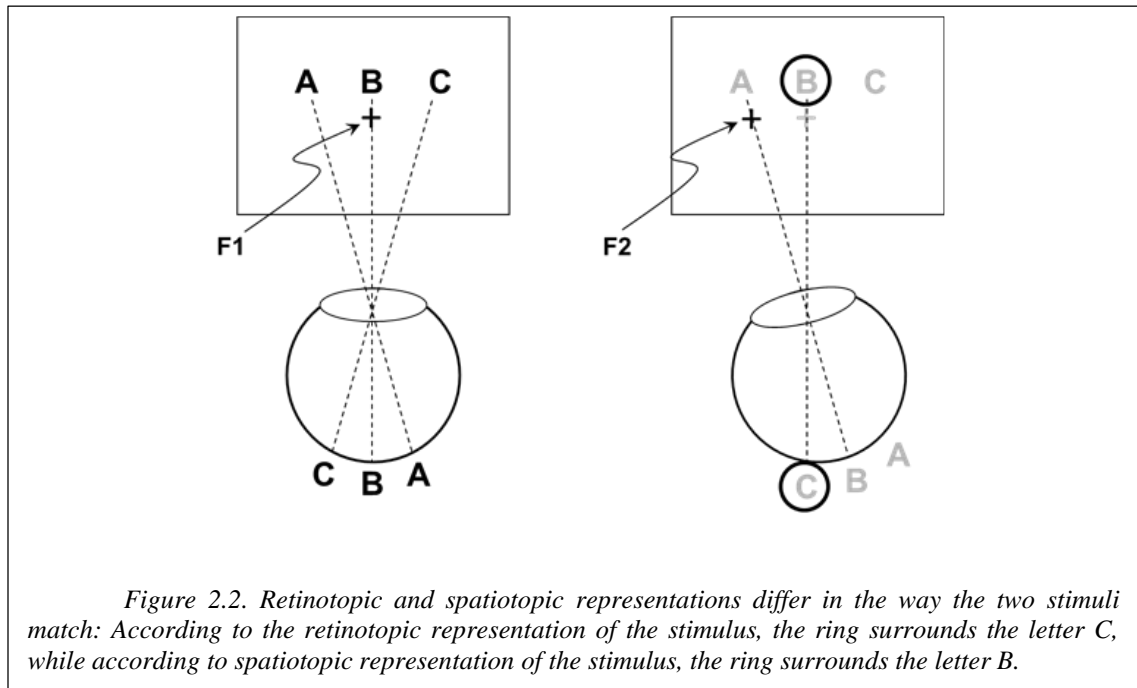 A B C
F1
C B A
A B C
F2
C B A
Figure 2.2. Retinotopic and spatiotopic representations differ in the way the two stimuli
match: According to the retinotopic representation of the stimulus, the ring surrounds the letter C,
while according to spatiotopic representation of the stimulus, the ring surrounds the letter B.